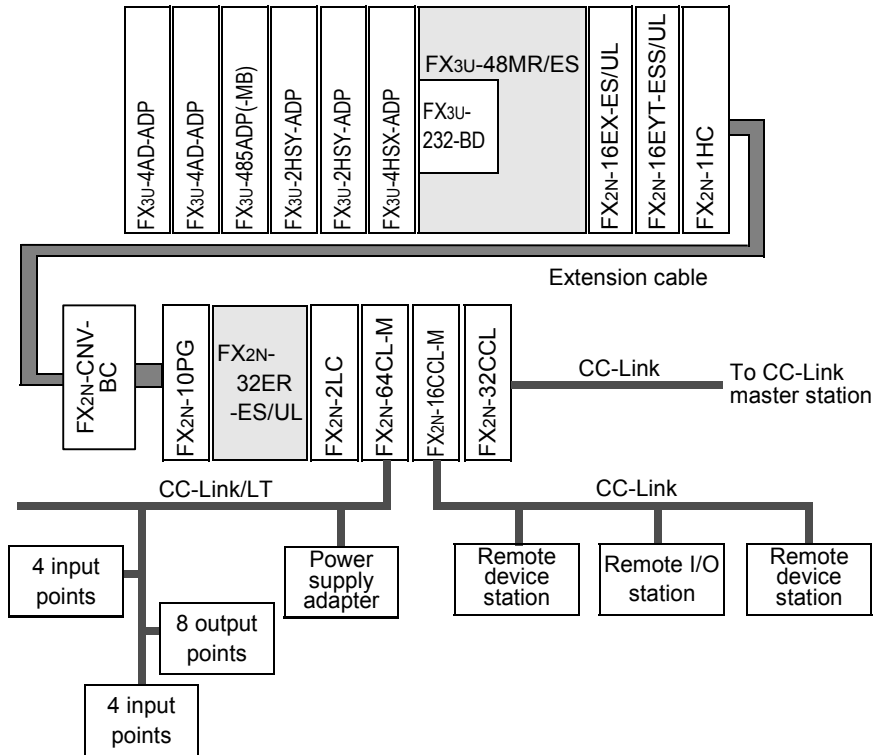 FX3U-4AD-ADP
FX3U-4AD-ADP
FX3U-485ADP(-MB)
FX3U-2HSY-ADP
FX3U-2HSY-ADP
FX3U-4HSX-ADP
FX3U-48MR/ES
FX3U-
232-BD
FX2N-16EX-ES/UL
FX2N-16EYT-ESS/UL
FX2N-1HC
Extension cable
FX2N-CNV-
BC
FX2N-10PG
FX2N-
32ER
-ES/UL
FX2N-2LC
FX2N-64CL-M
FX2N-16CCL-M
FX2N-32CCL
CC-Link
To CC-Link
master station
CC-Link/LT
CC-Link
4 input
points
8 output
points
4 input
points
Power
supply
adapter
Remote
device
station
Remote I/O
station
Remote
device
station